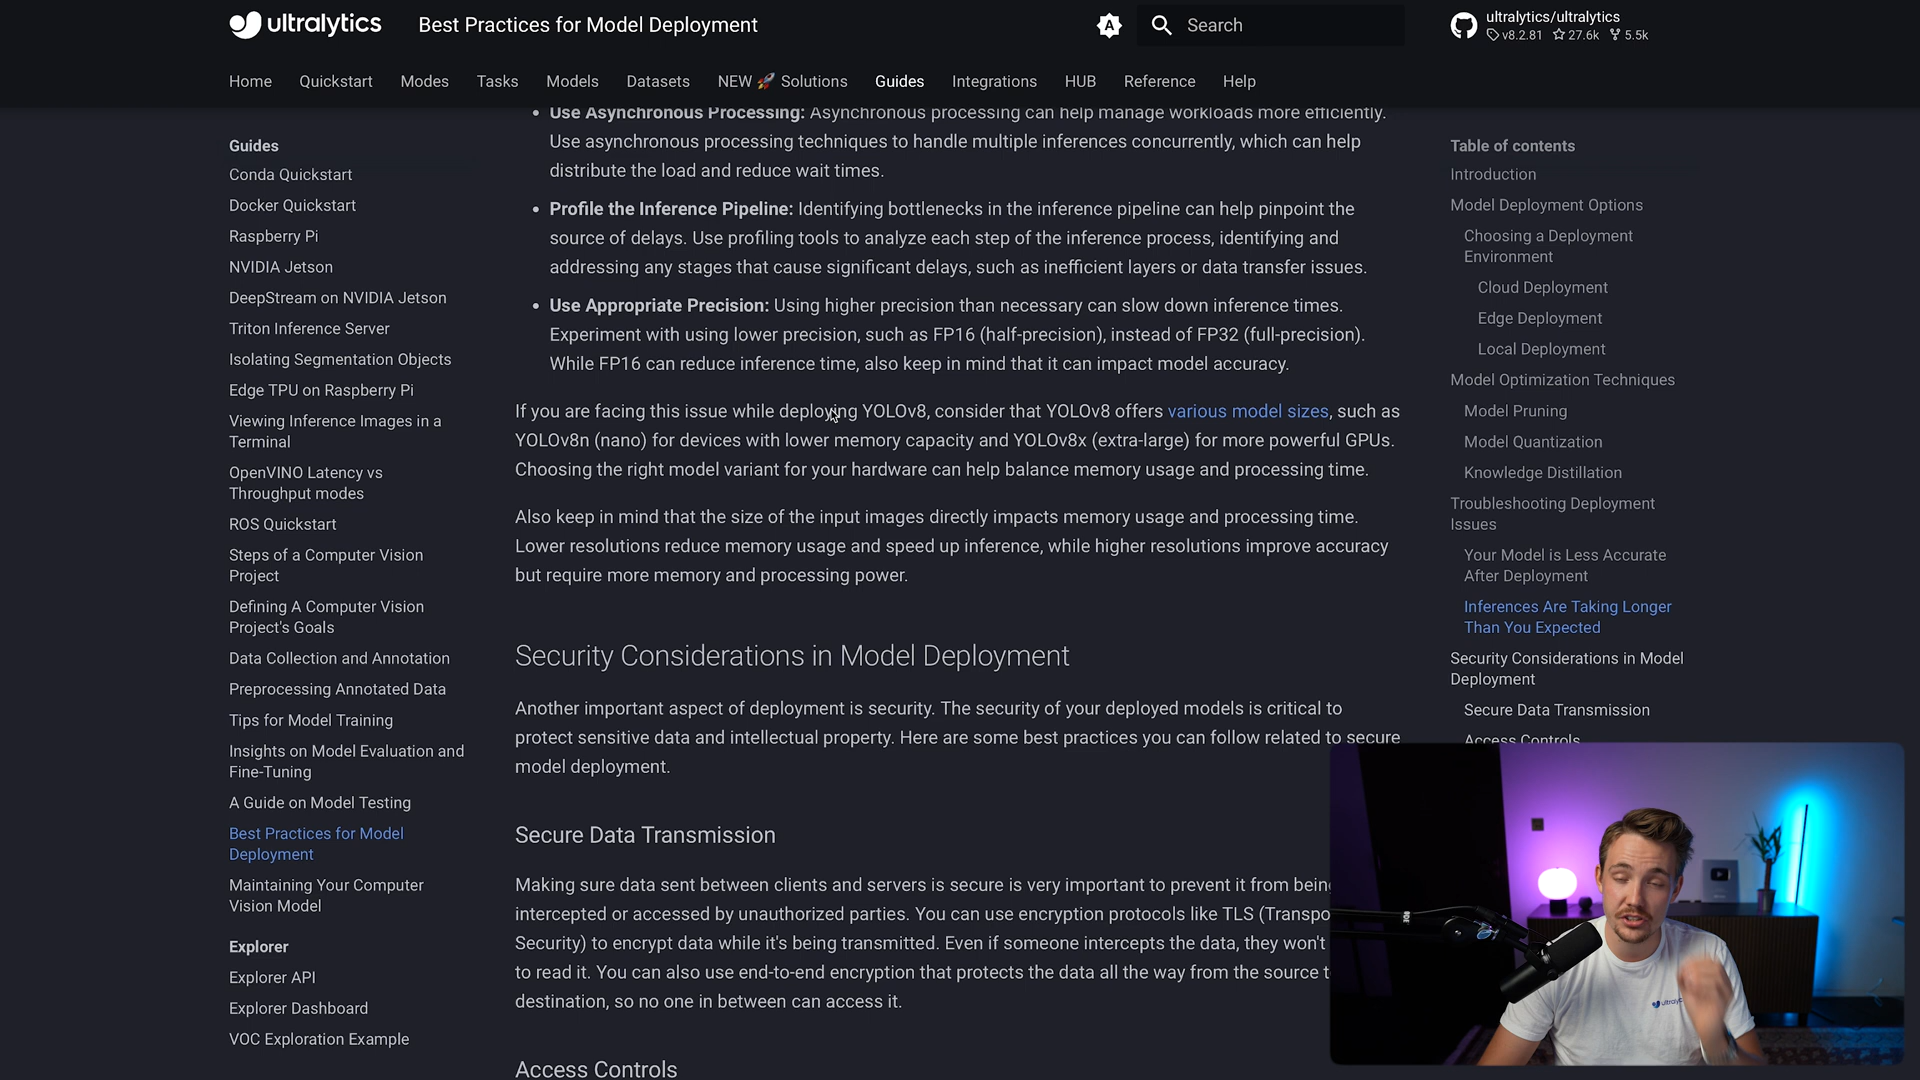 ultralytics
Best Practices for Model Deployment
Search
ultralytics/ultralytics
v8.2.81 27.6k 5.5k
Home Quickstart Modes Tasks Models Datasets NEW 🚀 Solutions Guides Integrations HUB Reference Help
Guides
Conda Quickstart
Docker Quickstart
Raspberry Pi
NVIDIA Jetson
DeepStream on NVIDIA Jetson
Triton Inference Server
Isolating Segmentation Objects
Edge TPU on Raspberry Pi
Viewing Inference Images in a
Terminal
OpenVINO Latency vs
Throughput modes
ROS Quickstart
Steps of a Computer Vision
Project
Defining A Computer Vision
Project's Goals
Data Collection and Annotation
Preprocessing Annotated Data
Tips for Model Training
Insights on Model Evaluation and
Fine-Tuning
A Guide on Model Testing
Best Practices for Model
Deployment
Maintaining Your Computer
Vision Model
Explorer
Explorer API
Explorer Dashboard
VOC Exploration Example
• Use Asynchronous Processing: Asynchronous processing can help manage workloads more efficiently.
Use asynchronous processing techniques to handle multiple inferences concurrently, which can help
distribute the load and reduce wait times.
• Profile the Inference Pipeline: Identifying bottlenecks in the inference pipeline can help pinpoint the
source of delays. Use profiling tools to analyze each step of the inference process, identifying and
addressing any stages that cause significant delays, such as inefficient layers or data transfer issues.
• Use Appropriate Precision: Using higher precision than necessary can slow down inference times.
Experiment with using lower precision, such as FP16 (half-precision), instead of FP32 (full-precision).
While FP16 can reduce inference time, also keep in mind that it can impact model accuracy.
If you are facing this issue while deploying YOLOv8, consider that YOLOv8 offers various model sizes, such as
YOLOv8n (nano) for devices with lower memory capacity and YOLOv8x (extra-large) for more powerful GPUs.
Choosing the right model variant for your hardware can help balance memory usage and processing time.
Also keep in mind that the size of the input images directly impacts memory usage and processing time.
Lower resolutions reduce memory usage and speed up inference, while higher resolutions improve accuracy
but require more memory and processing power.
Security Considerations in Model Deployment
Another important aspect of deployment is security. The security of your deployed models is critical to
protect sensitive data and intellectual property. Here are some best practices you can follow related to secure
model deployment.
Secure Data Transmission
Making sure data sent between clients and servers is secure is very important to prevent it from bein
intercepted or accessed by unauthorized parties. You can use encryption protocols like TLS (Transpo
Security) to encrypt data while it's being transmitted. Even if someone intercepts the data, they won't
to read it. You can also use end-to-end encryption that protects the data all the way from the source t
destination, so no one in between can access it.
Access Controls
Table of contents
Introduction
Model Deployment Options
Choosing a Deployment
Environment
Cloud Deployment
Edge Deployment
Local Deployment
Model Optimization Techniques
Model Pruning
Model Quantization
Knowledge Distillation
Troubleshooting Deployment
Issues
Your Model is Less Accurate
After Deployment
Inferences Are Taking Longer
Than You Expected
Security Considerations in Model
Deployment
Secure Data Transmission
Access Controls